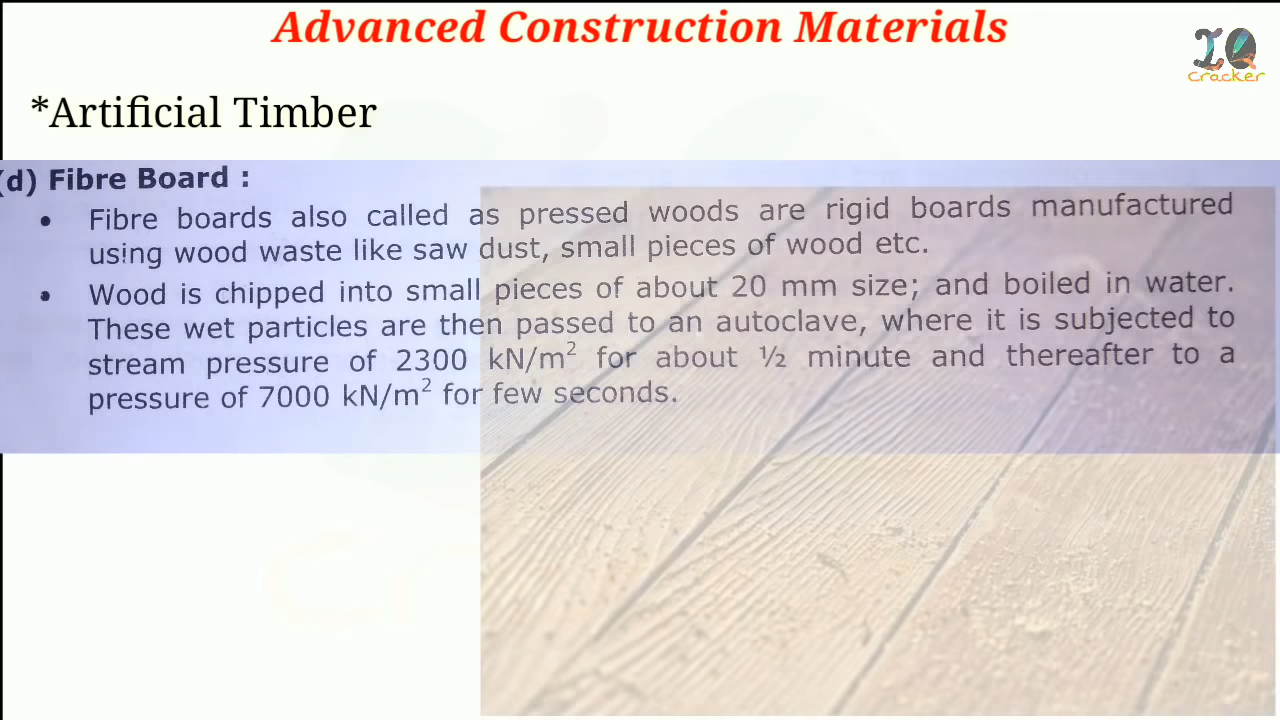 Advanced Construction Materials
IQ
Cracker
*Artificial Timber
(d) Fibre Board :
• Fibre boards also called as pressed woods are rigid boards manufactured
using wood waste like saw dust, small pieces of wood etc.
• Wood is chipped into small pieces of about 20 mm size; and boiled in water.
These wet particles are then passed to an autoclave, where it is subjected to
stream pressure of 2300 kN/m² for about ½ minute and thereafter to a
pressure of 7000 kN/m² for few seconds.